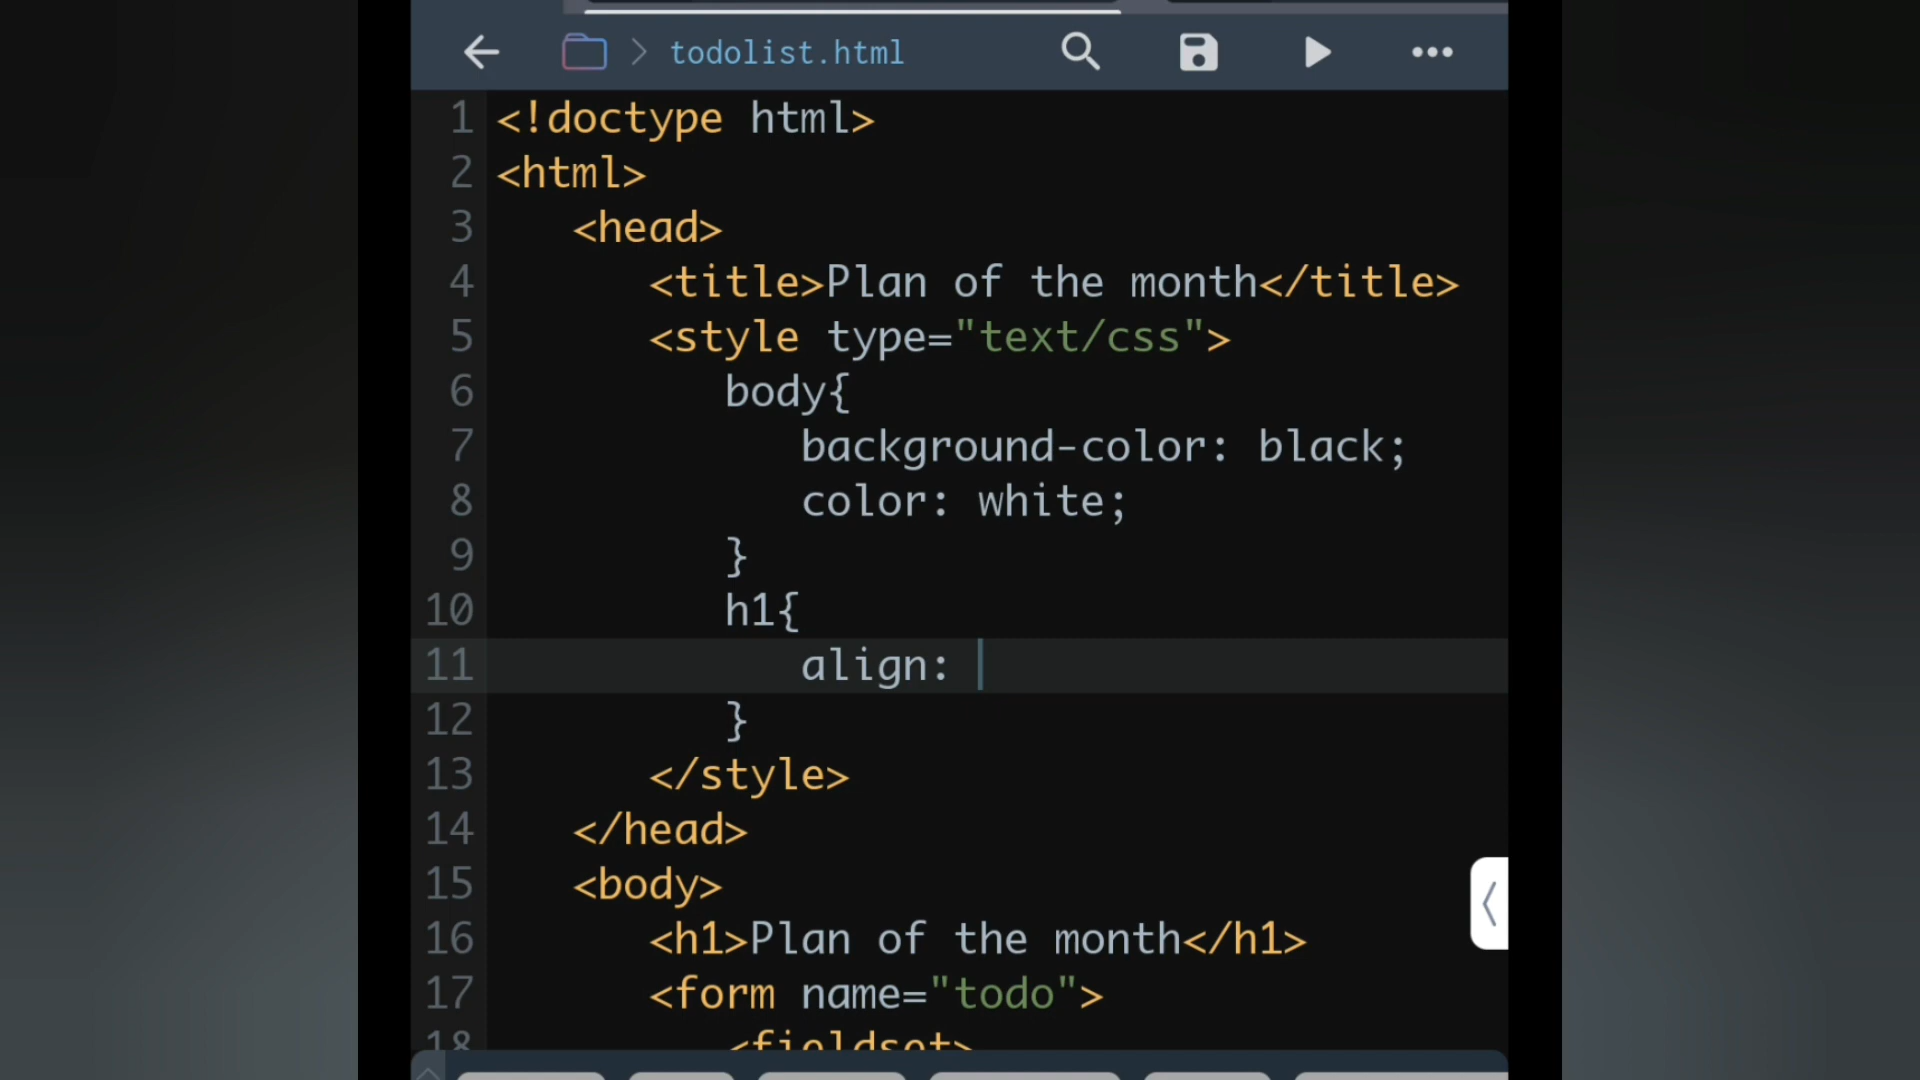 todolist.html
1 <!doctype html>
2 <html>
3 <head>
4 <title>Plan of the month</title>
5 <style type="text/css">
6 body{
7 background-color: black;
8 color: white;
9 }
10 h1{
11 align:
12 }
13 </style>
14 </head>
15 <body>
16 <h1>Plan of the month</h1>
17 <form name="todo">
18 <fieldset>